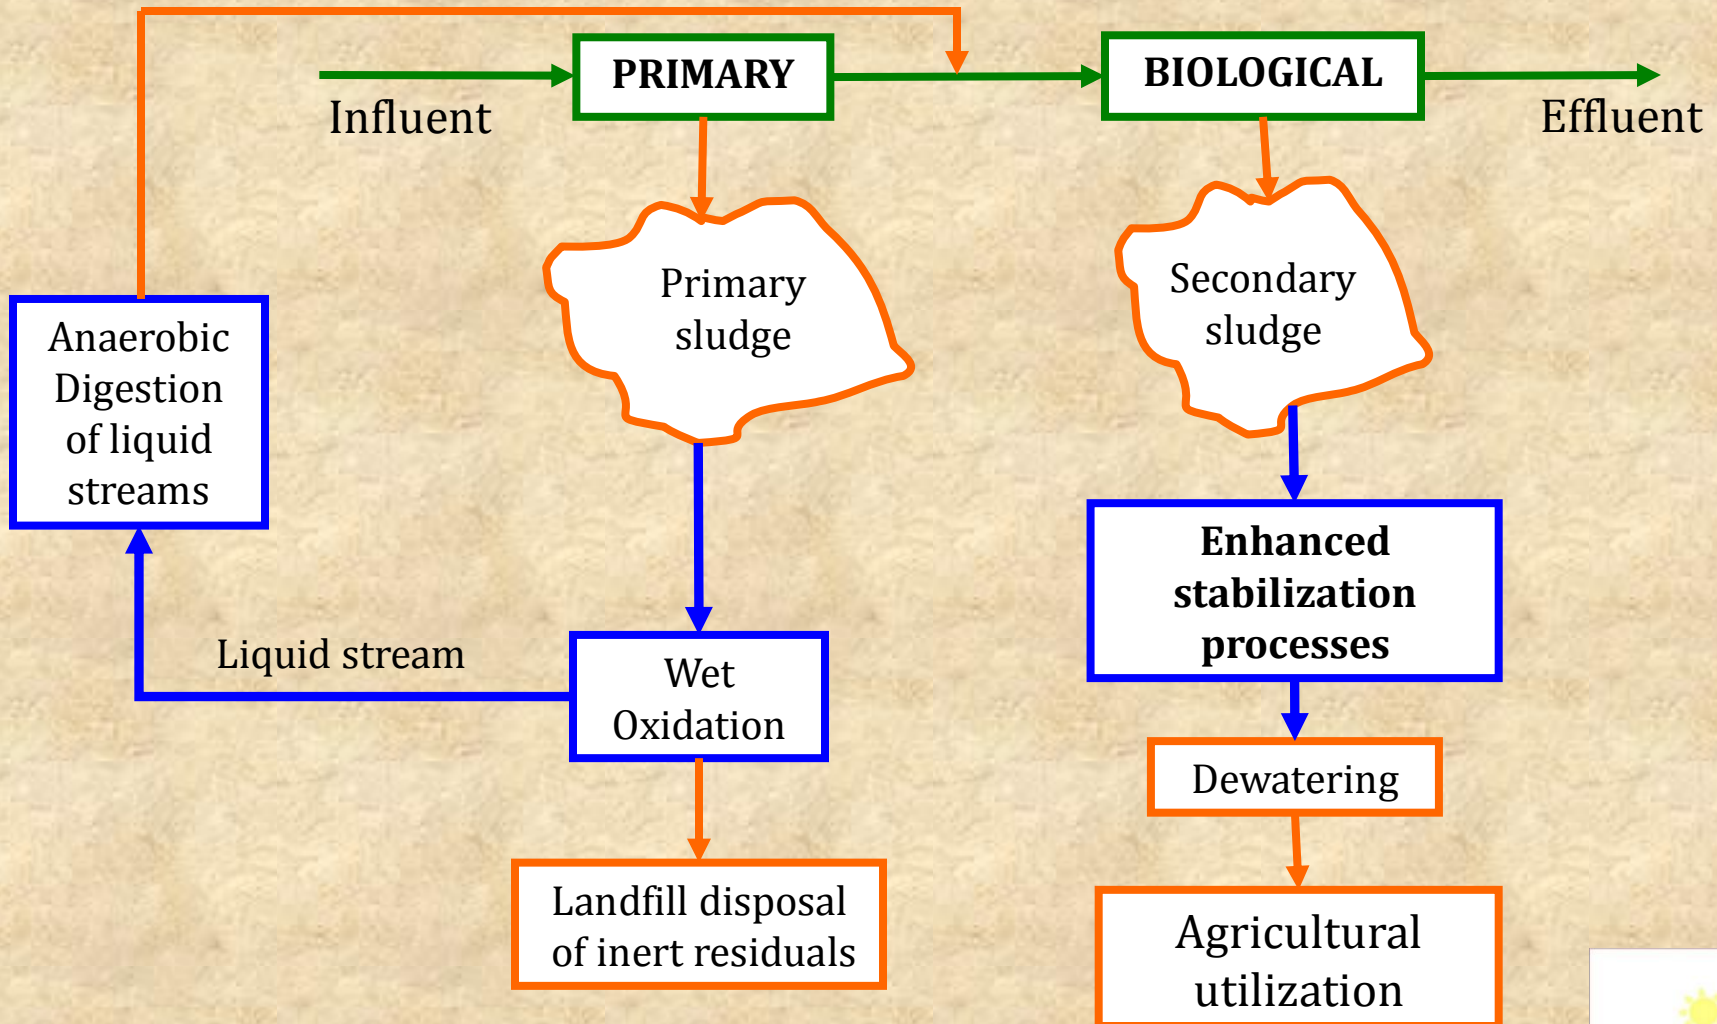 PRIMARY
BIOLOGICAL
Influent
Effluent
Primary
sludge
Secondary
sludge
Anaerobic
Digestion
of liquid
streams
Enhanced
stabilization
processes
Liquid stream
Wet
Oxidation
Dewatering
Landfill disposal
of inert residuals
Agricultural
utilization